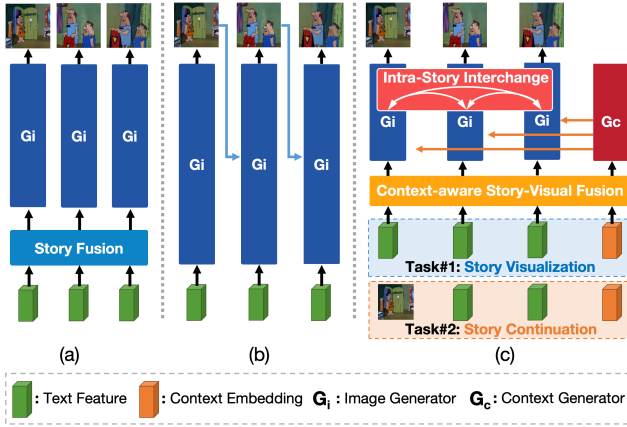 Gi
Gi
Gi
Story Fusion
(a)
Gi
Gi
Gi
(b)
Intra-Story Interchange
Gi
Gi
Gi
Gc
Context-aware Story-Visual Fusion
Task#1: Story Visualization
Task#2: Story Continuation
(c)
: Text Feature : Context Embedding Gi : Image Generator Gc : Context Generator